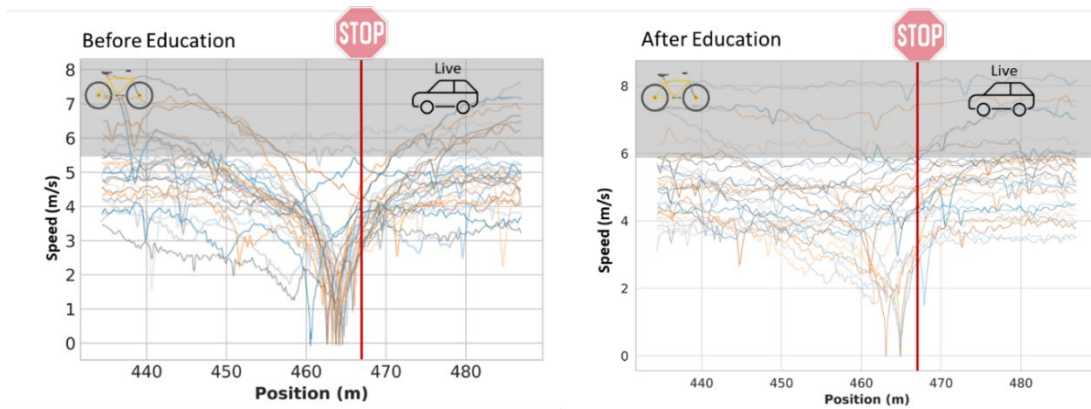 Before Education
STOP
Live
Speed (m/s)
8
7
6
5
4
3
2
1
0
440 450 460 470 480
Position (m)
After Education
STOP
Live
Speed (m/s)
8
6
4
2
0
440 450 460 470 480
Position (m)